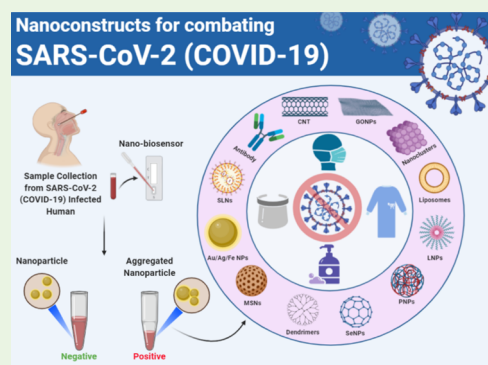 Nanoconstructs for combating
SARS-CoV-2 (COVID-19)
Nano-biosensor
Sample Collection
from SARS-CoV-2
(COVID-19) Infected
Human
Nanoparticle
Aggregated
Nanoparticle
Negative
Positive
CNT
GONPs
Nanoclusters
Liposomes
LNPs
PNPs
SeNPs
Dendrimers
MSNs
Au/Ag/Fe NPs
SLNs
Antibody